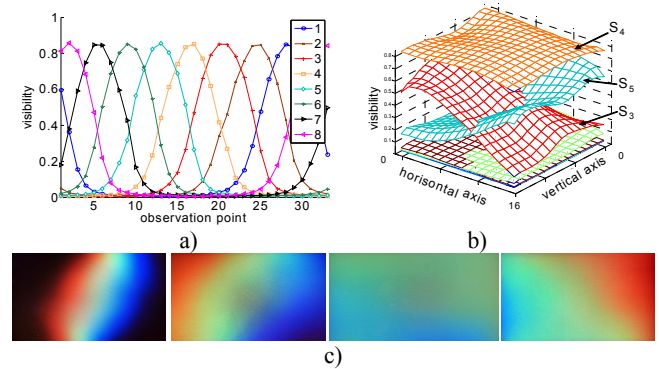 1
0.8
0.6
0.4
0.2
0
visibility
5 10 15 20 25 30
observation point
1
2
3
4
5
6
7
8
a)
0.8
0.7
0.6
0.5
0.4
0.3
0.2
0.1
0
visibility
0
horisontal axis
16
vertical axis
0
S4
S5
S3
b)
c)